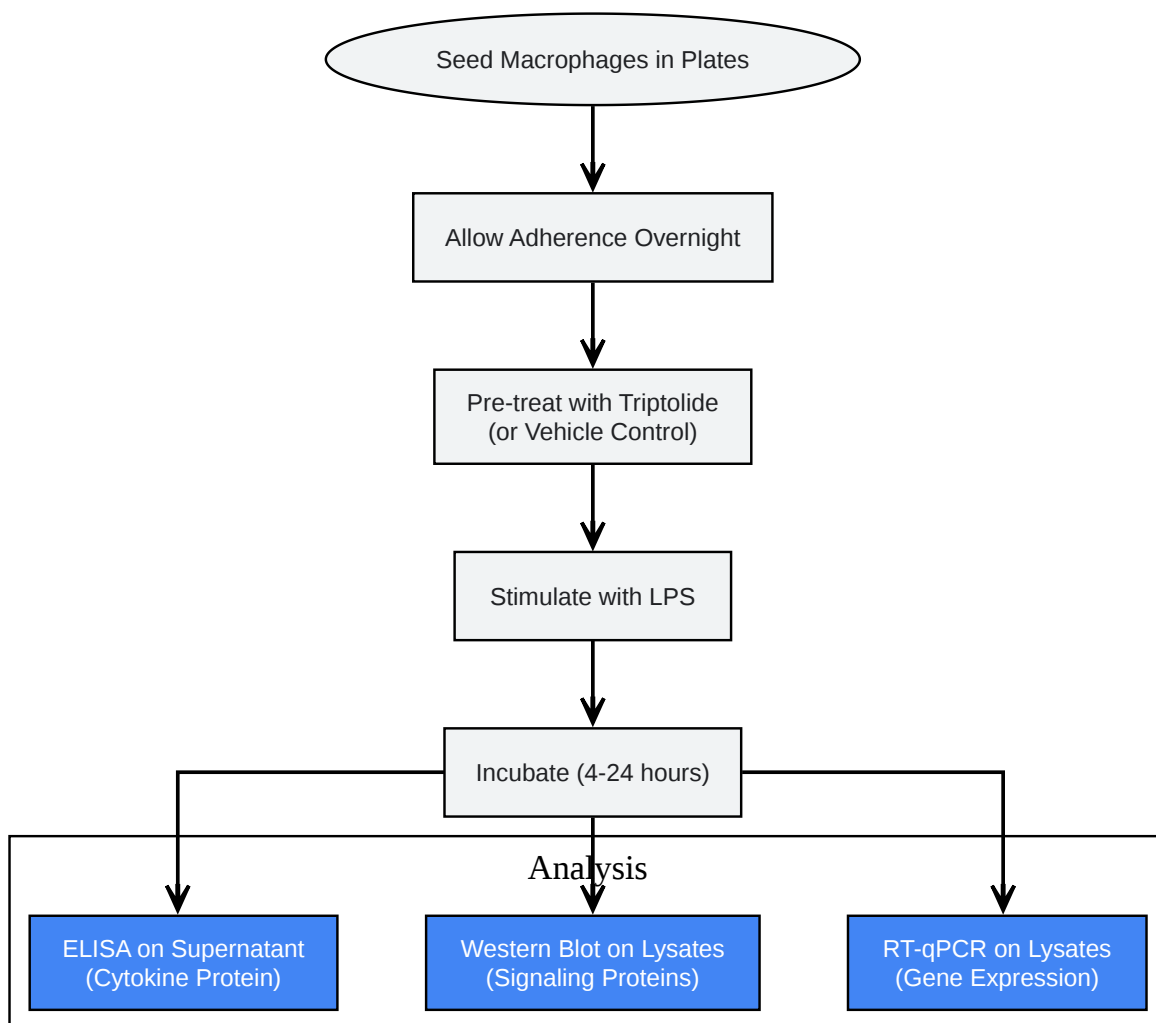 Seed Macrophages in Plates
Allow Adherence Overnight
Pre-treat with Triptolide
(or Vehicle Control)
Stimulate with LPS
Incubate (4-24 hours)
Analysis
ELISA on Supernatant
(Cytokine Protein)
Western Blot on Lysates
(Signaling Proteins)
RT-qPCR on Lysates
(Gene Expression)